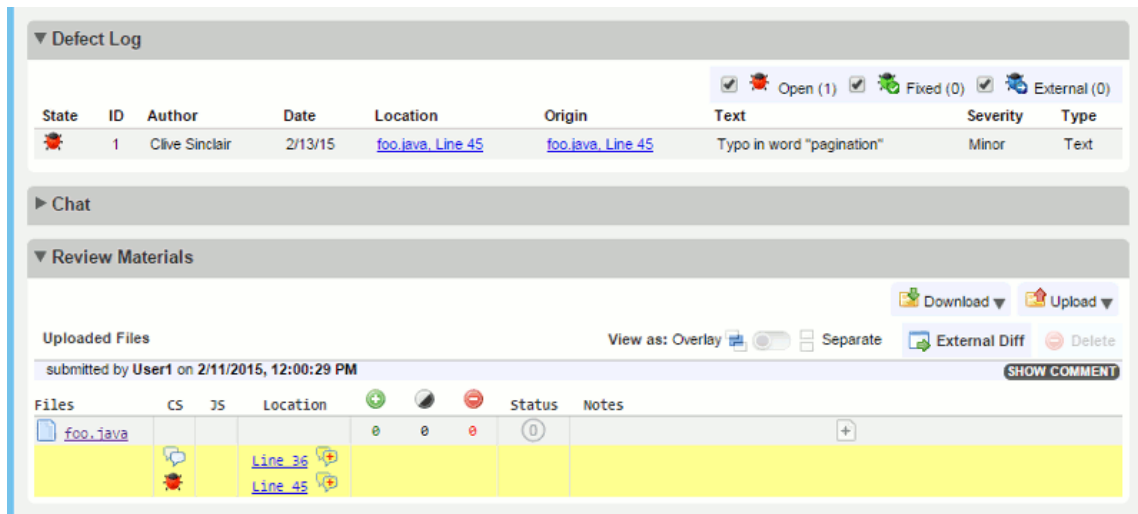 Defect Log
Open (1) Fixed (0) External (0)
State ID Author Date Location Origin Text Severity Type
1 Clive Sinclair 2/13/15 foo.java, Line 45 foo.java, Line 45 Typo in word "pagination" Minor Text
Chat
Review Materials
Download Upload
Uploaded Files View as: Overlay Separate External Diff Delete
submitted by User1 on 2/11/2015, 12:00:29 PM SHOW COMMENT
Files CS JS Location Status Notes
foo.java 0 0 0 0
Line 36
Line 45